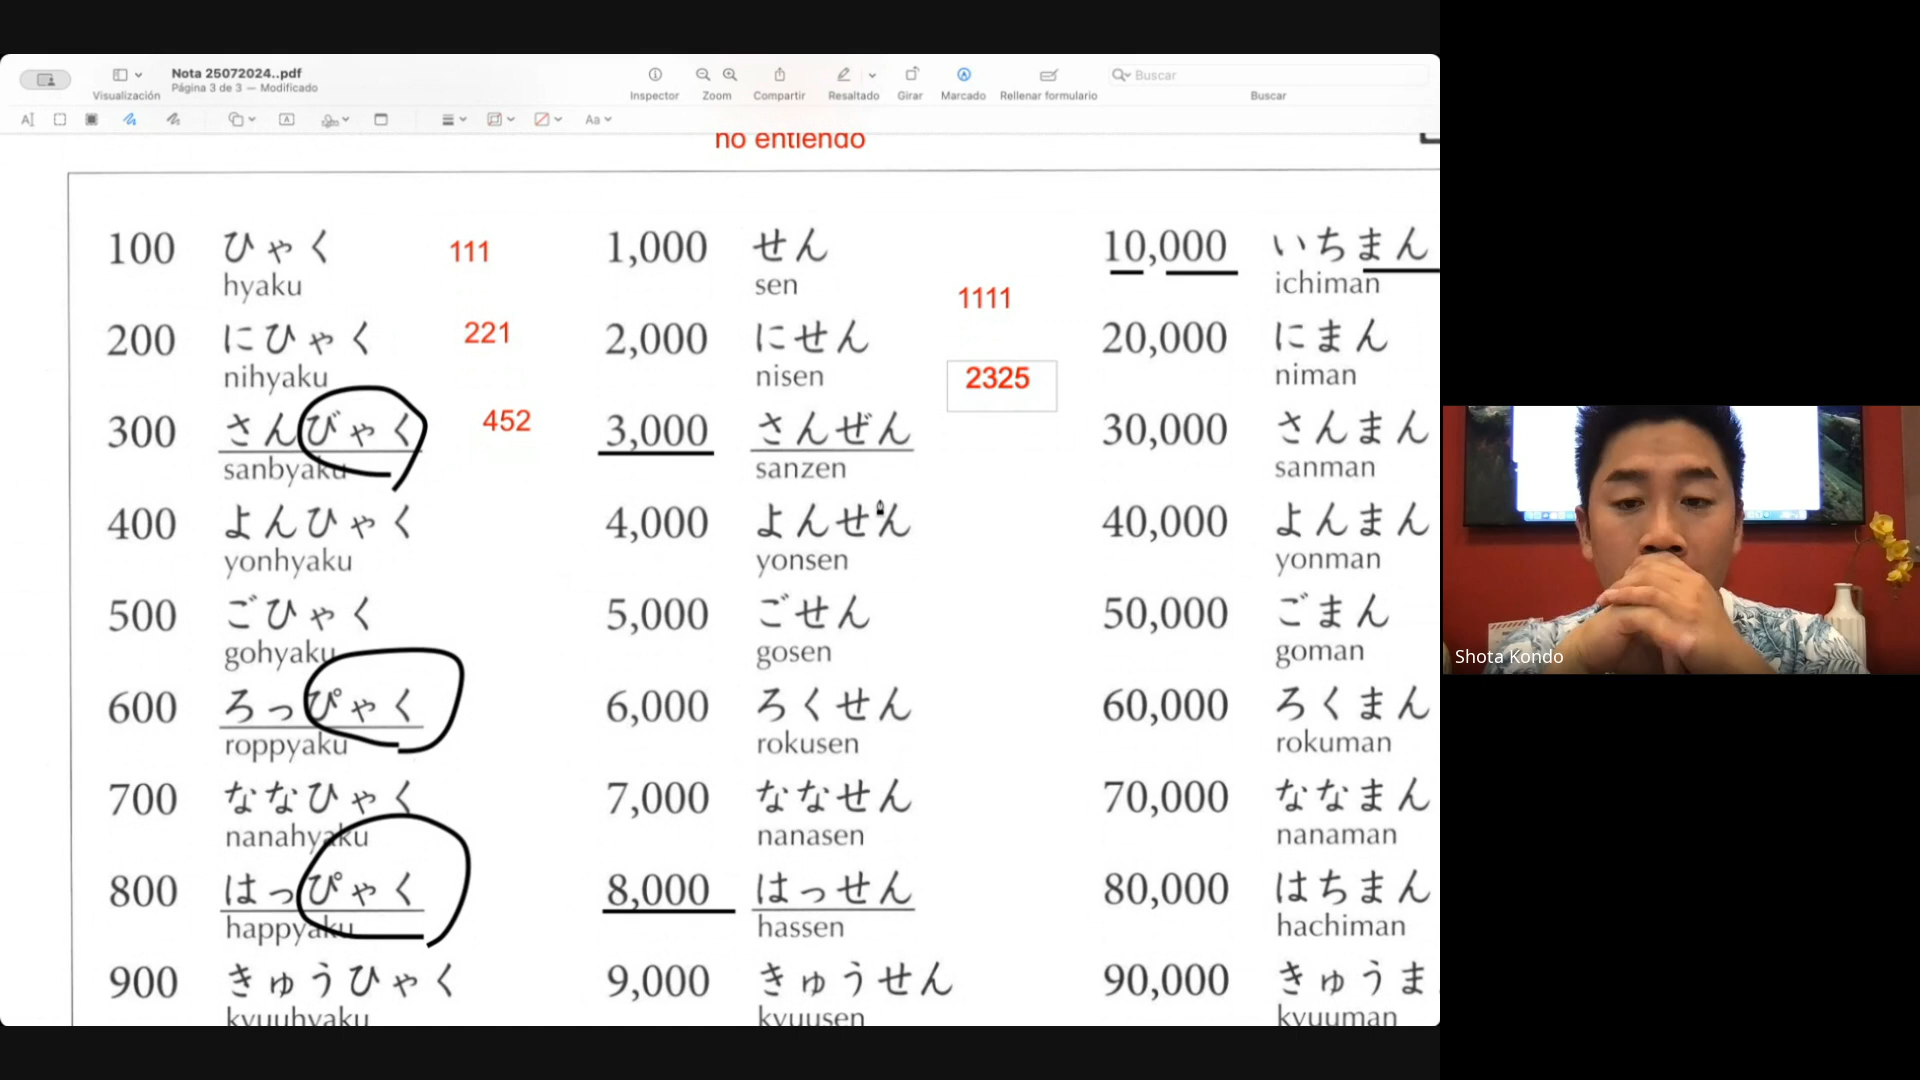 Nota 25072024..pdf
Página 3 de 3 — Modificado
Visualización
Inspector
Zoom
Compartir
Resaltado
Girar
Marcado
Rellenar formulario
Buscar
Buscar
no entiendo
100 ひゃく 111 1,000 せん 10,000 いちまん
hyaku sen 1111 ichiman
200 にひゃく 221 2,000 にせん 20,000 にまん
nihyaku nisen 2325 niman
300 さんびゃく 452 3,000 さんぜん 30,000 さんまん
sanbyaku sanzen sanman
400 よんひゃく 4,000 よんせん 40,000 よんまん
yonhyaku yonsen yonman
500 ごひゃく 5,000 ごせん 50,000 ごまん
gohyaku gosen goman
600 ろっぴゃく 6,000 ろくせん 60,000 ろくまん
roppyaku rokusen rokuman
700 ななひゃく 7,000 ななせん 70,000 ななまん
nanahyaku nanasen nanaman
800 はっぴゃく 8,000 はっせん 80,000 はちまん
happyaku hassen hachiman
900 きゅうひゃく 9,000 きゅうせん 90,000 きゅうま
kyuuhyaku kyuusen kyuuman
Shota Kondo